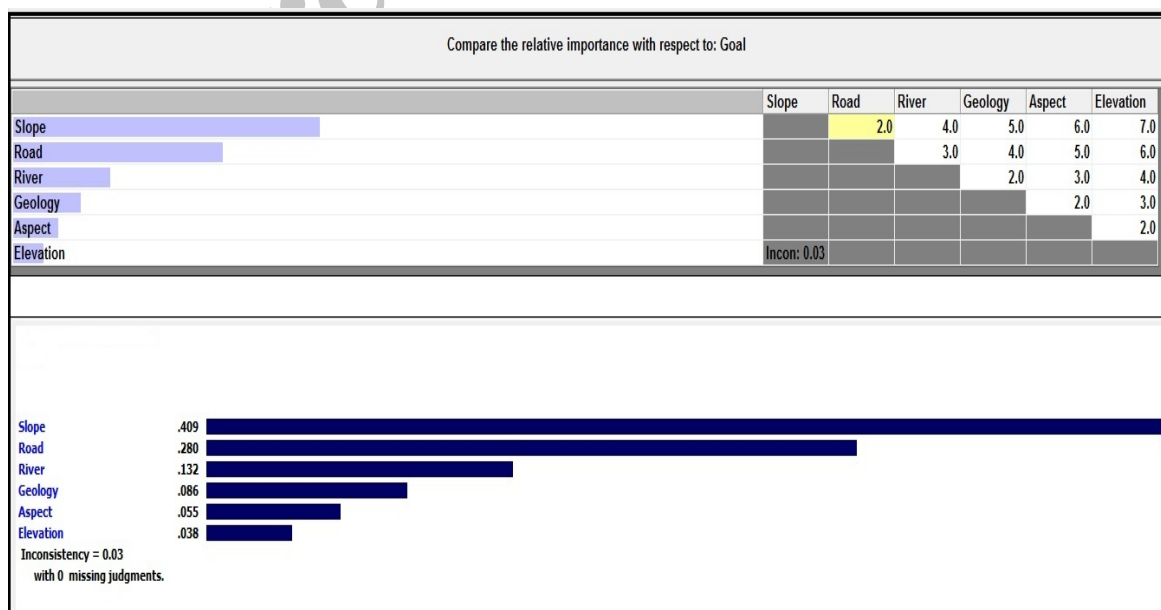 Compare the relative importance with respect to: Goal
Slope Road River Geology Aspect Elevation
Slope 2.0 4.0 5.0 6.0 7.0
Road 3.0 4.0 5.0 6.0
River 2.0 3.0 4.0
Geology 2.0 3.0
Aspect 2.0
Elevation Incon: 0.03
Slope .409
Road .280
River .132
Geology .086
Aspect .055
Elevation .038
Inconsistency = 0.03
with 0 missing judgments.